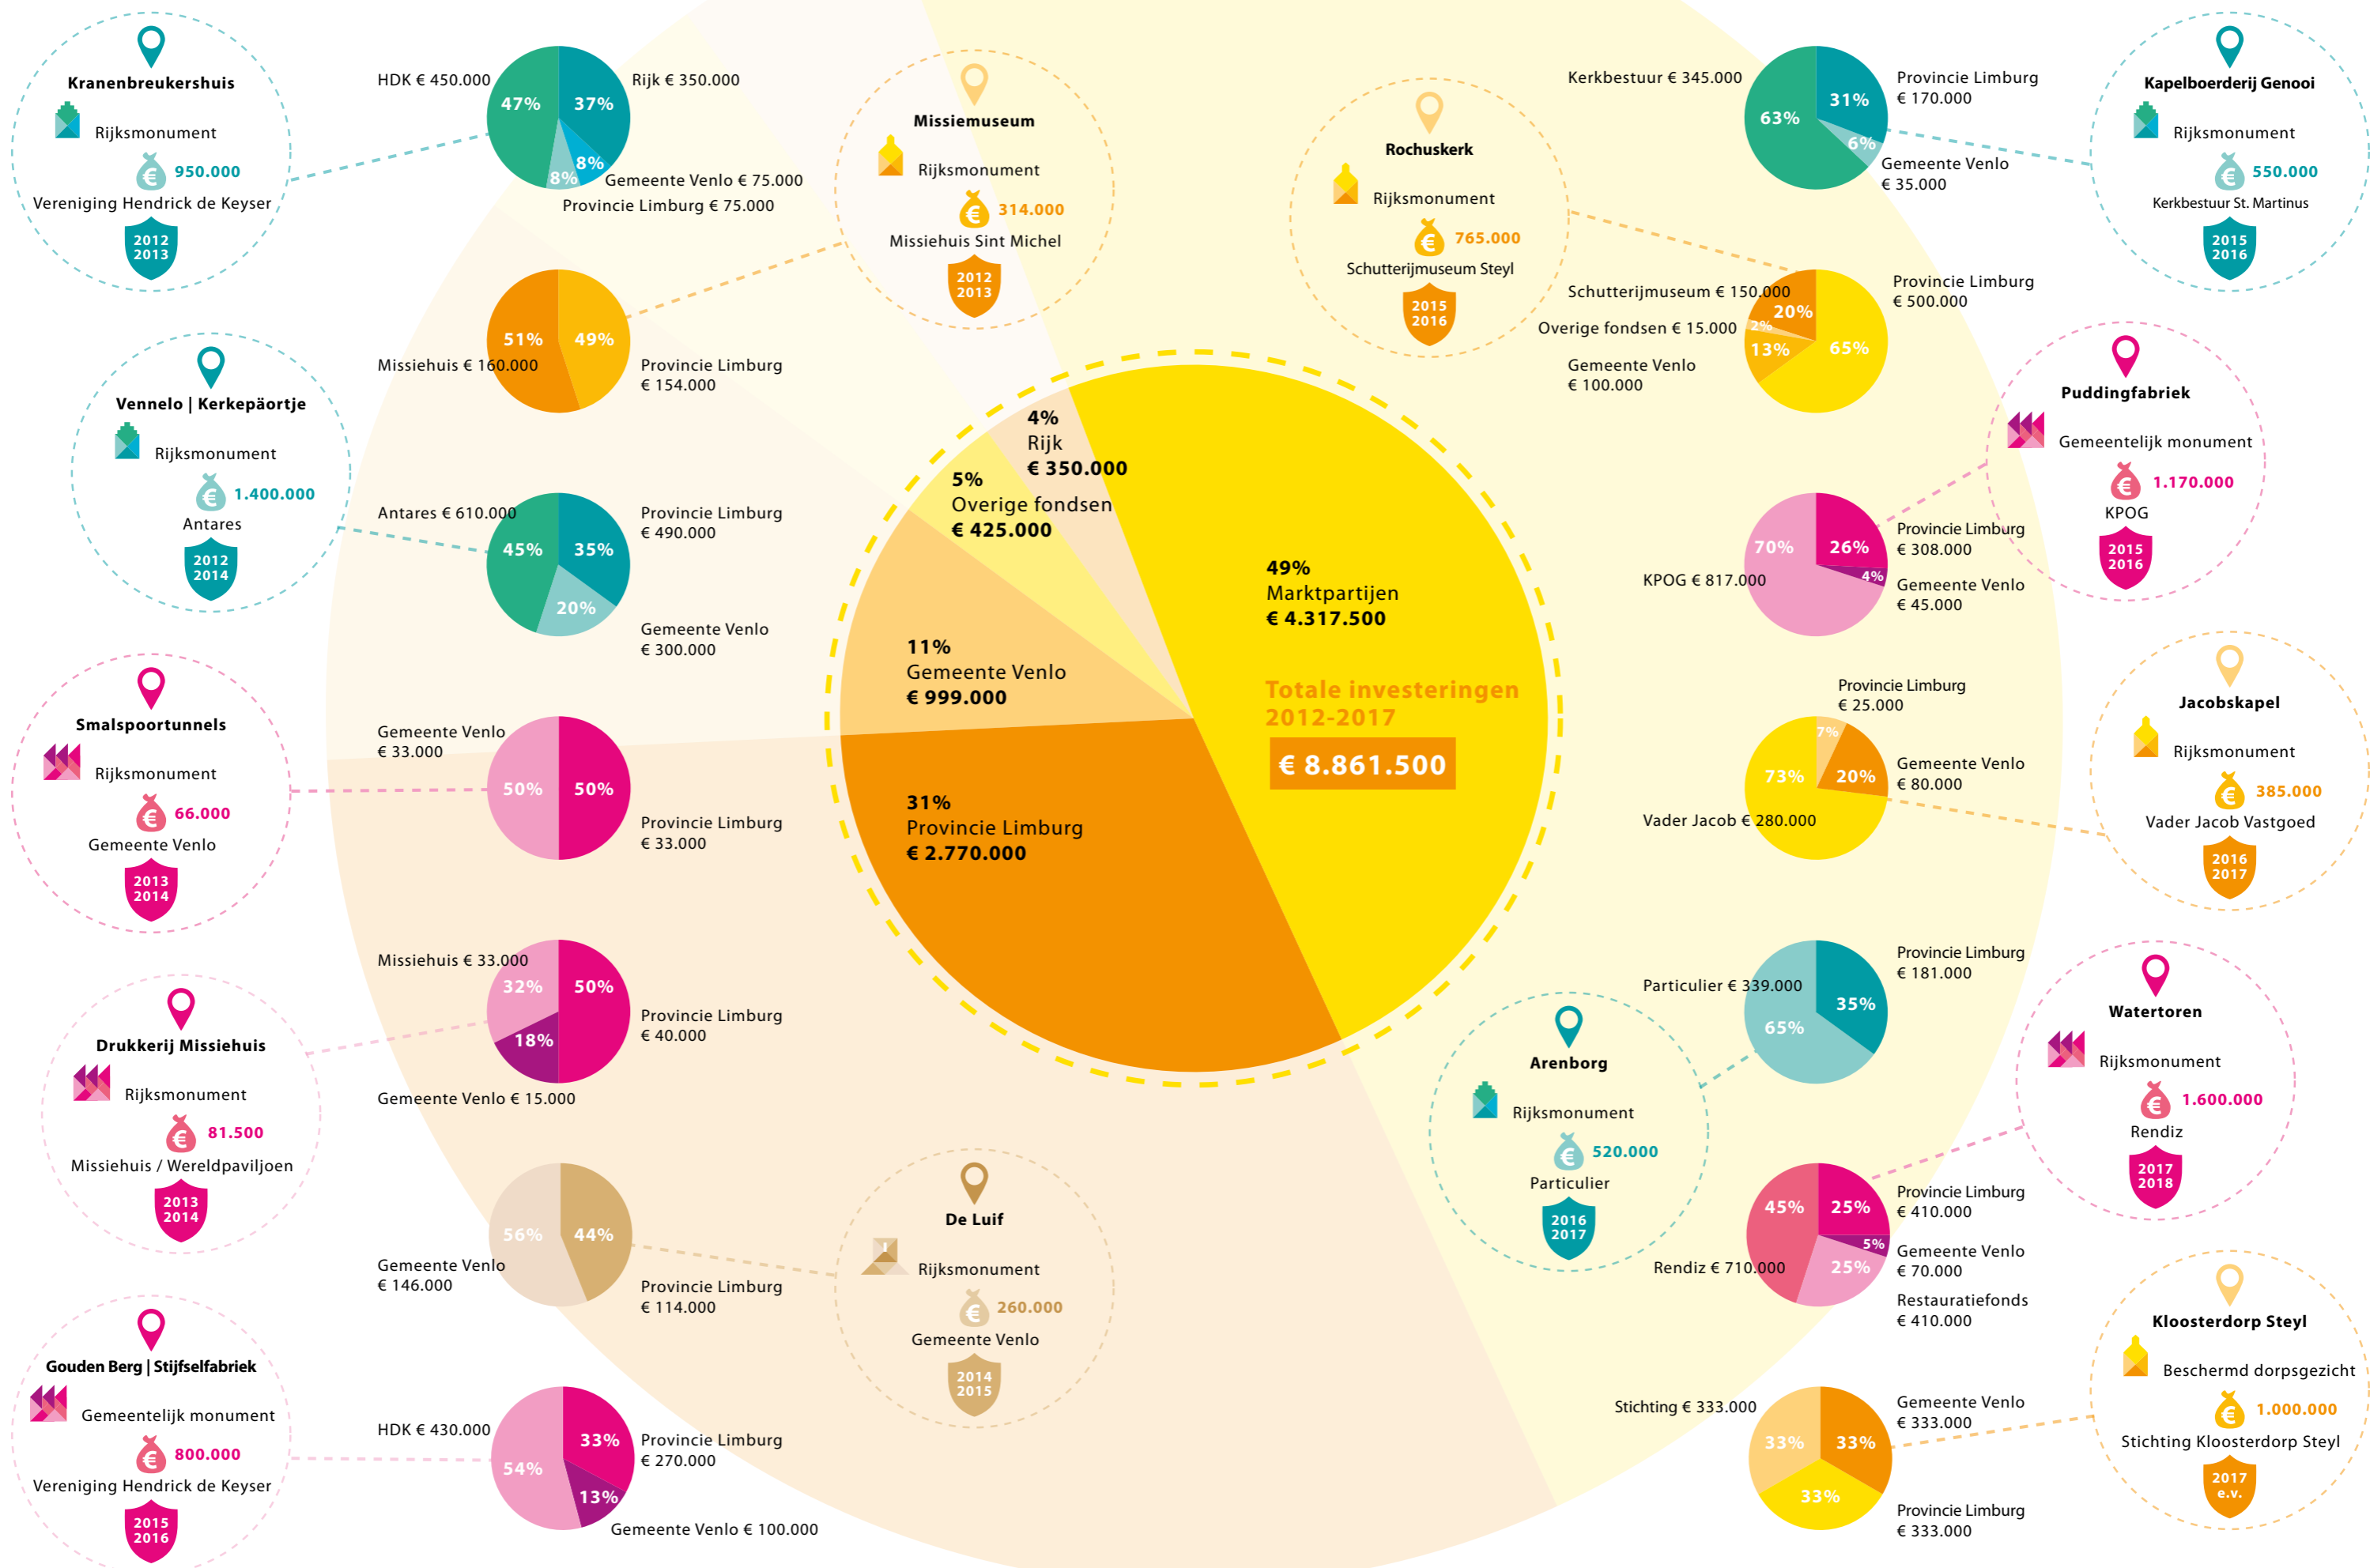 Kranenbreukershuis
Rijksmonument
€ 950.000
Vereniging Hendrick de Keyser
2012
2013
HDK € 450.000
Rijk € 350.000
47%
37%
8%
8%
Gemeente Venlo € 75.000
Provincie Limburg € 75.000
Missiemuseum
Rijksmonument
€ 314.000
Missiehuis Sint Michel
2012
2013
51%
49%
Missiehuis € 160.000
Provincie Limburg
€ 154.000
Vennelo | Kerkepäortje
Rijksmonument
€ 1.400.000
Antares
2012
2014
Antares € 610.000
Provincie Limburg
€ 490.000
45%
35%
20%
Gemeente Venlo
€ 300.000
Smalspoortunnels
Rijksmonument
€ 66.000
Gemeente Venlo
2013
2014
Gemeente Venlo
€ 33.000
50%
50%
Provincie Limburg
€ 33.000
Drukkerij Missiehuis
Rijksmonument
€ 81.500
Missiehuis / Wereldpaviljoen
2013
2014
Missiehuis € 33.000
32%
50%
18%
Provincie Limburg
€ 40.000
Gemeente Venlo € 15.000
De Luif
Rijksmonument
€ 260.000
Gemeente Venlo
2014
2015
56%
44%
Gemeente Venlo
€ 146.000
Provincie Limburg
€ 114.000
Gouden Berg | Stijfselfabriek
Gemeentelijk monument
€ 800.000
Vereniging Hendrick de Keyser
2015
2016
HDK € 430.000
33%
54%
13%
Provincie Limburg
€ 270.000
Gemeente Venlo € 100.000
4%
Rijk
€ 350.000
5%
Overige fondsen
€ 425.000
11%
Gemeente Venlo
€ 999.000
31%
Provincie Limburg
€ 2.770.000
49%
Marktpartijen
€ 4.317.500
Totale investeringen
2012-2017
€ 8.861.500
Rochuskerk
Rijksmonument
€ 765.000
Schutterijmuseum Steyl
2015
2016
Schutterijmuseum € 150.000
Overige fondsen € 15.000
Gemeente Venlo
€ 100.000
20%
2%
13%
65%
Provincie Limburg
€ 500.000
Kapelboerderij Genooi
Rijksmonument
€ 550.000
Kerkbestuur St. Martinus
2015
2016
Kerkbestuur € 345.000
63%
31%
6%
Provincie Limburg
€ 170.000
Gemeente Venlo
€ 35.000
Puddingfabriek
Gemeentelijk monument
€ 1.170.000
KPOG
2015
2016
70%
26%
4%
KPOG € 817.000
Provincie Limburg
€ 308.000
Gemeente Venlo
€ 45.000
Jacobskapel
Rijksmonument
€ 385.000
Vader Jacob Vastgoed
2016
2017
Provincie Limburg
€ 25.000
7%
73%
20%
Gemeente Venlo
€ 80.000
Vader Jacob € 280.000
Arenborg
Rijksmonument
€ 520.000
Particulier
2016
2017
Particulier € 339.000
35%
65%
Provincie Limburg
€ 181.000
Watertoren
Rijksmonument
€ 1.600.000
Rendiz
2017
2018
45%
25%
5%
25%
Rendiz € 710.000
Provincie Limburg
€ 410.000
Gemeente Venlo
€ 70.000
Restauratiefonds
€ 410.000
Kloosterdorp Steyl
Beschermd dorpsgezicht
€ 1.000.000
Stichting Kloosterdorp Steyl
2017
e.v.
Stichting € 333.000
33%
33%
33%
Gemeente Venlo
€ 333.000
Provincie Limburg
€ 333.000